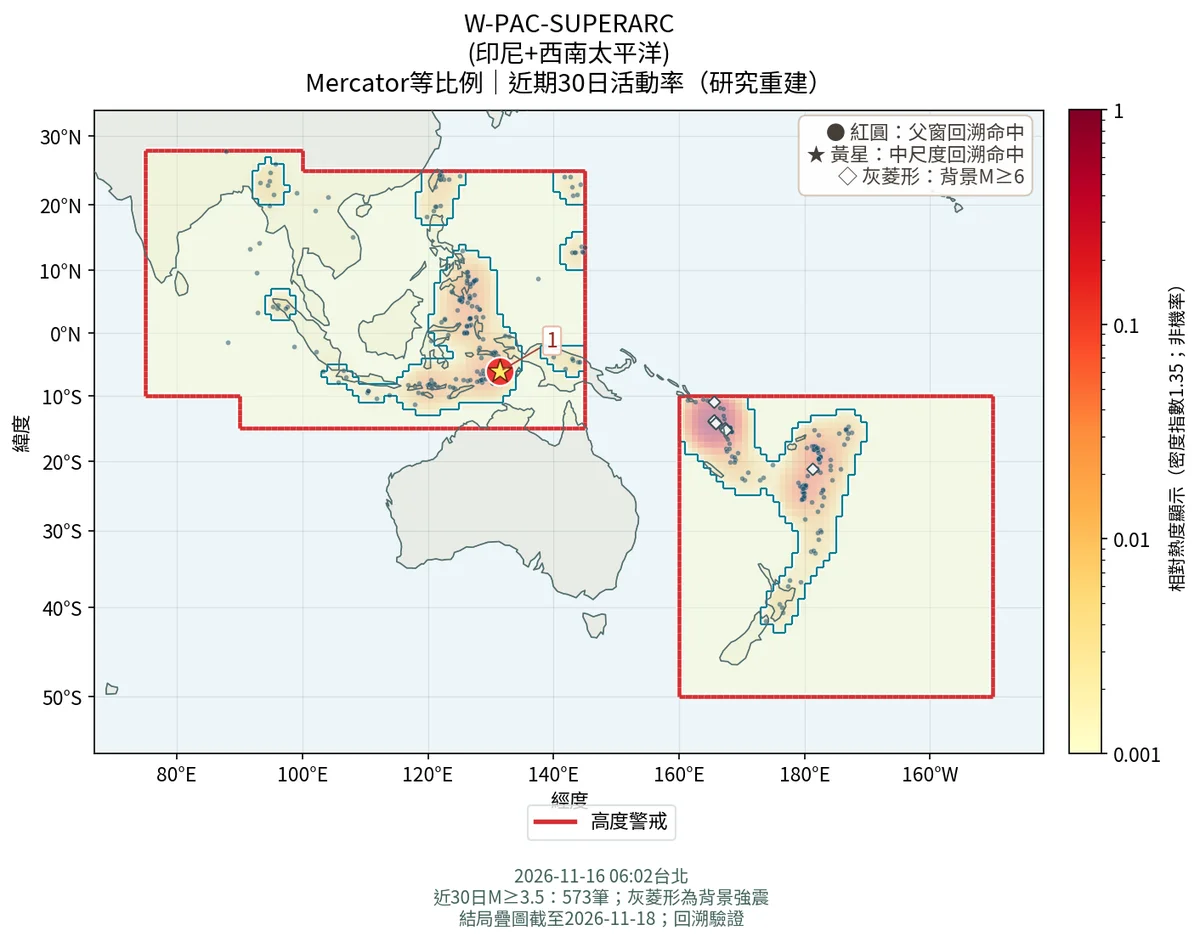 W-PAC-SUPERARC
(印尼+西南太平洋)
Mercator等比例｜近期30日活動率（研究重建）
紅圓：父窗回溯命中
黃星：中尺度回溯命中
灰菱形：背景M≥6
30°N
20°N
10°N
0°N
10°S
20°S
30°S
40°S
50°S
緯度
1
80°E
100°E
120°E
140°E
160°E
180°E
160°W
經度
高度警戒
1
0.1
0.01
0.001
相對熱度顯示（密度指數1.35；非機率）
2026-11-16 06:02台北
近30日M≥3.5：573筆；灰菱形為背景強震
結局疊圖截至2026-11-18；回溯驗證